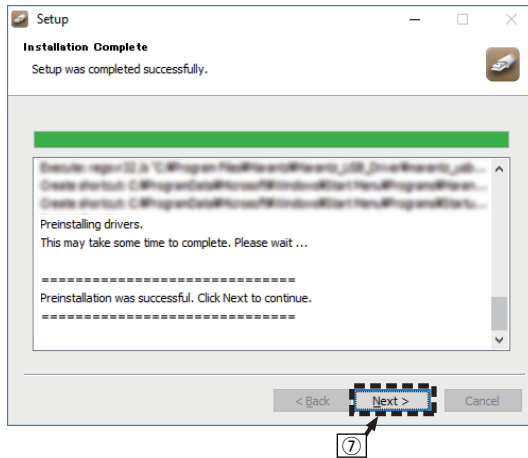 Setup
Installation Complete
Setup was completed successfully.
Preinstalling drivers.
This may take some time to complete. Please wait ...
==============================
Preinstallation was successful. Click Next to continue.
==============================
< Back
Next >
Cancel
⑦